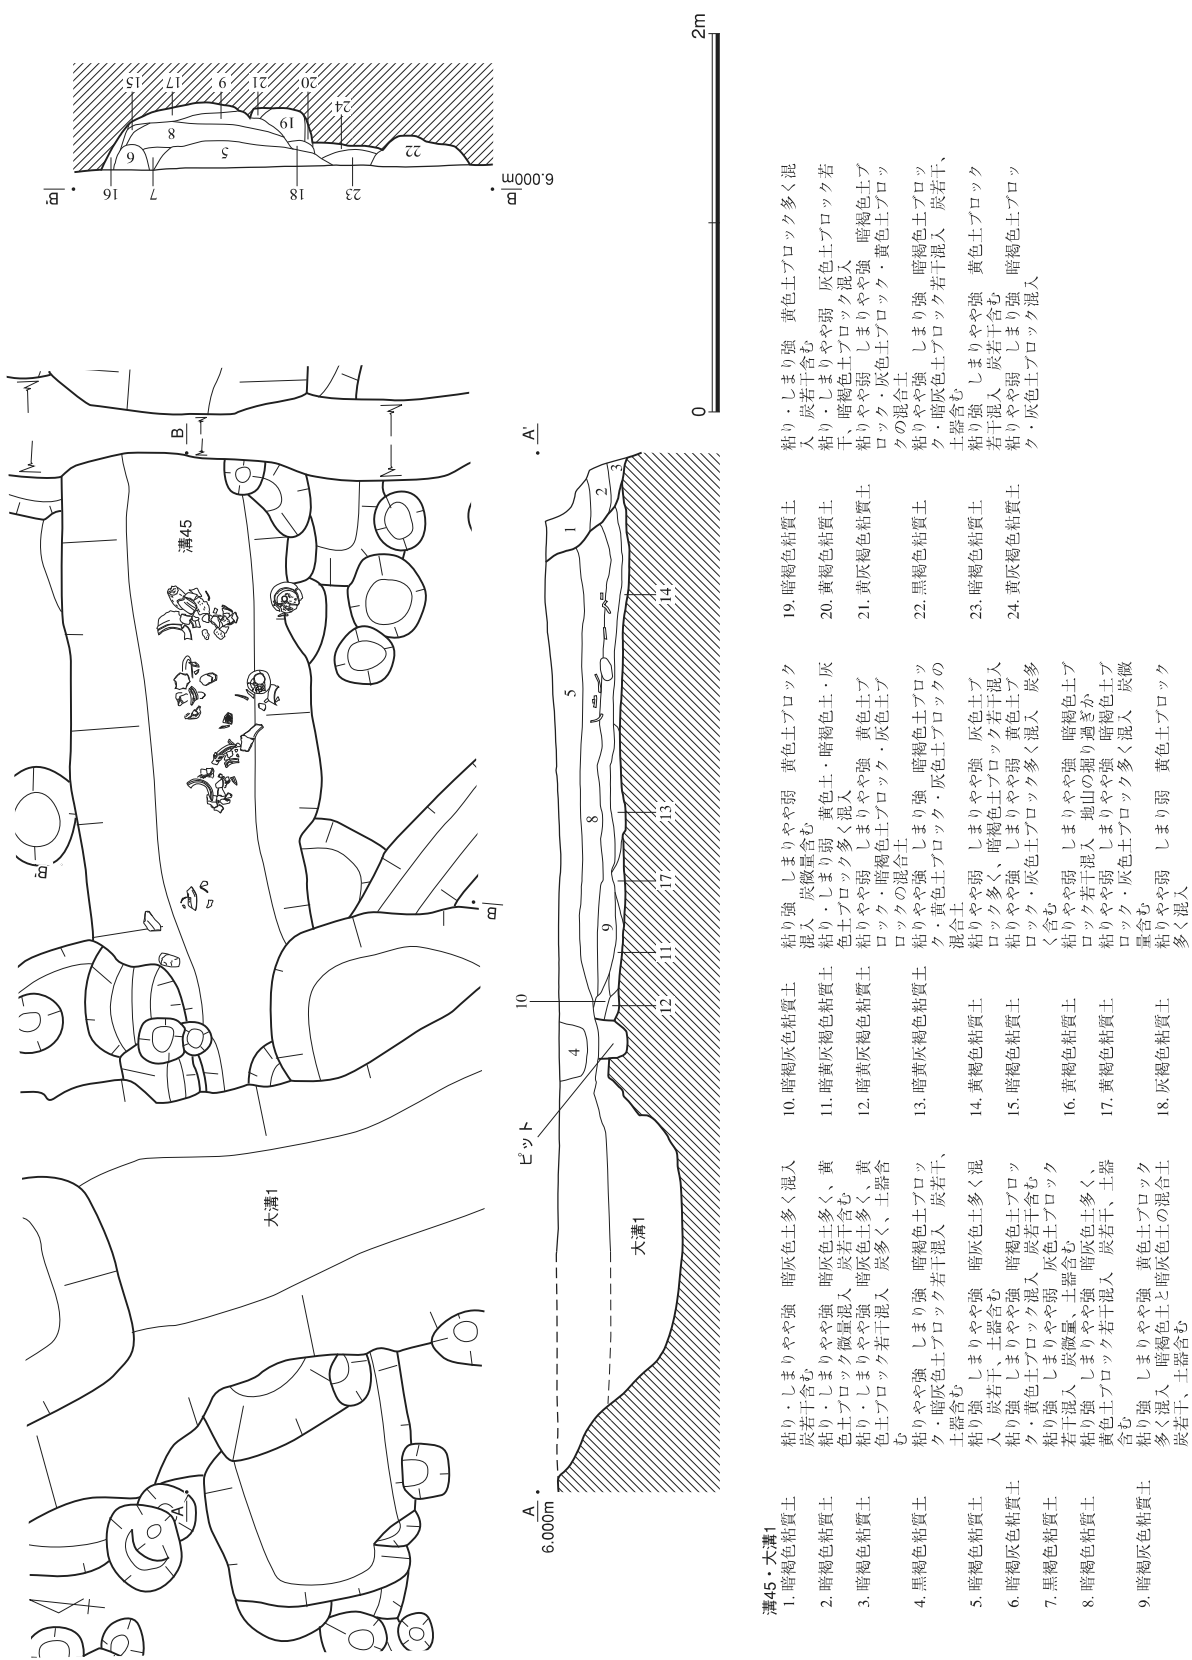 B'
B
6.000m
15
17
9
21
20
24
6
8
5
19
22
16
7
18
23
2m
0
B
溝45
B'
B
大溝1
A
A'
A
6.000m
1
2
3
5
8
9
14
13
17
11
12
10
4
ピット
大溝1
溝45・大溝1
1. 暗褐色粘質土 粘り・しまりやや強 暗灰色土多く混入
炭若干含む
2. 暗褐色粘質土 粘り・しまりやや強 暗灰色土多く、黄
色土ブロック微量混入 炭若干含む
3. 暗褐色粘質土 粘り・しまりやや強 暗灰色土多く、黄
色土ブロック若干混入 炭多く、土器含
む
4. 黒褐色粘質土 粘りやや強 しまり強 暗褐色土ブロッ
ク・暗灰色土ブロック若干混入 炭若干、
土器含む
5. 暗褐色粘質土 粘り強 しまりやや強 暗灰色土多く混
入 炭若干、土器含む
6. 暗褐灰色粘質土 粘り強 しまりやや強 暗褐色土ブロッ
ク・黄色土ブロック混入 炭若干含む
7. 黒褐色粘質土 粘り強 しまりやや弱 灰色土ブロック
若干混入 炭微量、土器含む
8. 暗褐色粘質土 粘り強 しまりやや強 暗灰色土多く、
黄色土ブロック若干混入 炭若干、土器
含む
9. 暗褐灰色粘質土 粘り強 しまりやや強 黄色土ブロック
多く混入 暗褐色土と暗灰色土の混合土
炭若干、土器含む
10. 暗褐灰色粘質土 粘り強 しまりやや弱 黄色土ブロック
混入 炭微量含む
11. 暗黄灰褐色粘質土 粘り・しまり弱 黄色土・暗褐色土・灰
色土ブロック多く混入
12. 暗黄灰褐色粘質土 粘りやや弱 しまりやや強 黄色土ブ
ロック・暗褐色土ブロック・灰色土ブ
ロックの混合土
13. 暗黄灰褐色粘質土 粘りやや強 しまり強 暗褐色土ブロッ
ク・黄色土ブロック・灰色土ブロックの
混合土
14. 黄褐色粘質土 粘りやや弱 しまりやや強 灰色土ブ
ロック多く、暗褐色土ブロック若干混入
15. 暗褐色粘質土 粘りやや強 しまりやや弱 黄色土ブ
ロック・灰色土ブロック多く混入 炭多
く含む
16. 黄褐色粘質土 粘りやや弱 しまりやや強 暗褐色土ブ
ロック若干混入 地山の掘り過ぎか
17. 黄褐色粘質土 粘りやや弱 しまりやや強 暗褐色土ブ
ロック・灰色土ブロック多く混入 炭微
量含む
18. 灰褐色粘質土 粘りやや弱 しまり弱 黄色土ブロック
多く混入
19. 暗褐色粘質土 粘り・しまり強 黄色土ブロック多く混
入 炭若干含む
20. 黄褐色粘質土 粘り・しまりやや弱 灰色土ブロック若
干、暗褐色土ブロック混入
21. 黄灰褐色粘質土 粘りやや弱 しまりやや強 暗褐色土ブ
ロック・灰色土ブロック・黄色土ブロッ
クの混合土
22. 黒褐色粘質土 粘りやや強 しまり強 暗褐色土ブロッ
ク・暗灰色土ブロック若干混入 炭若干、
土器含む
23. 暗褐色粘質土 粘り強 しまりやや強 黄色土ブロック
若干混入 炭若干含む
24. 黄灰褐色粘質土 粘りやや弱 しまり強 暗褐色土ブロッ
ク・灰色土ブロック混入